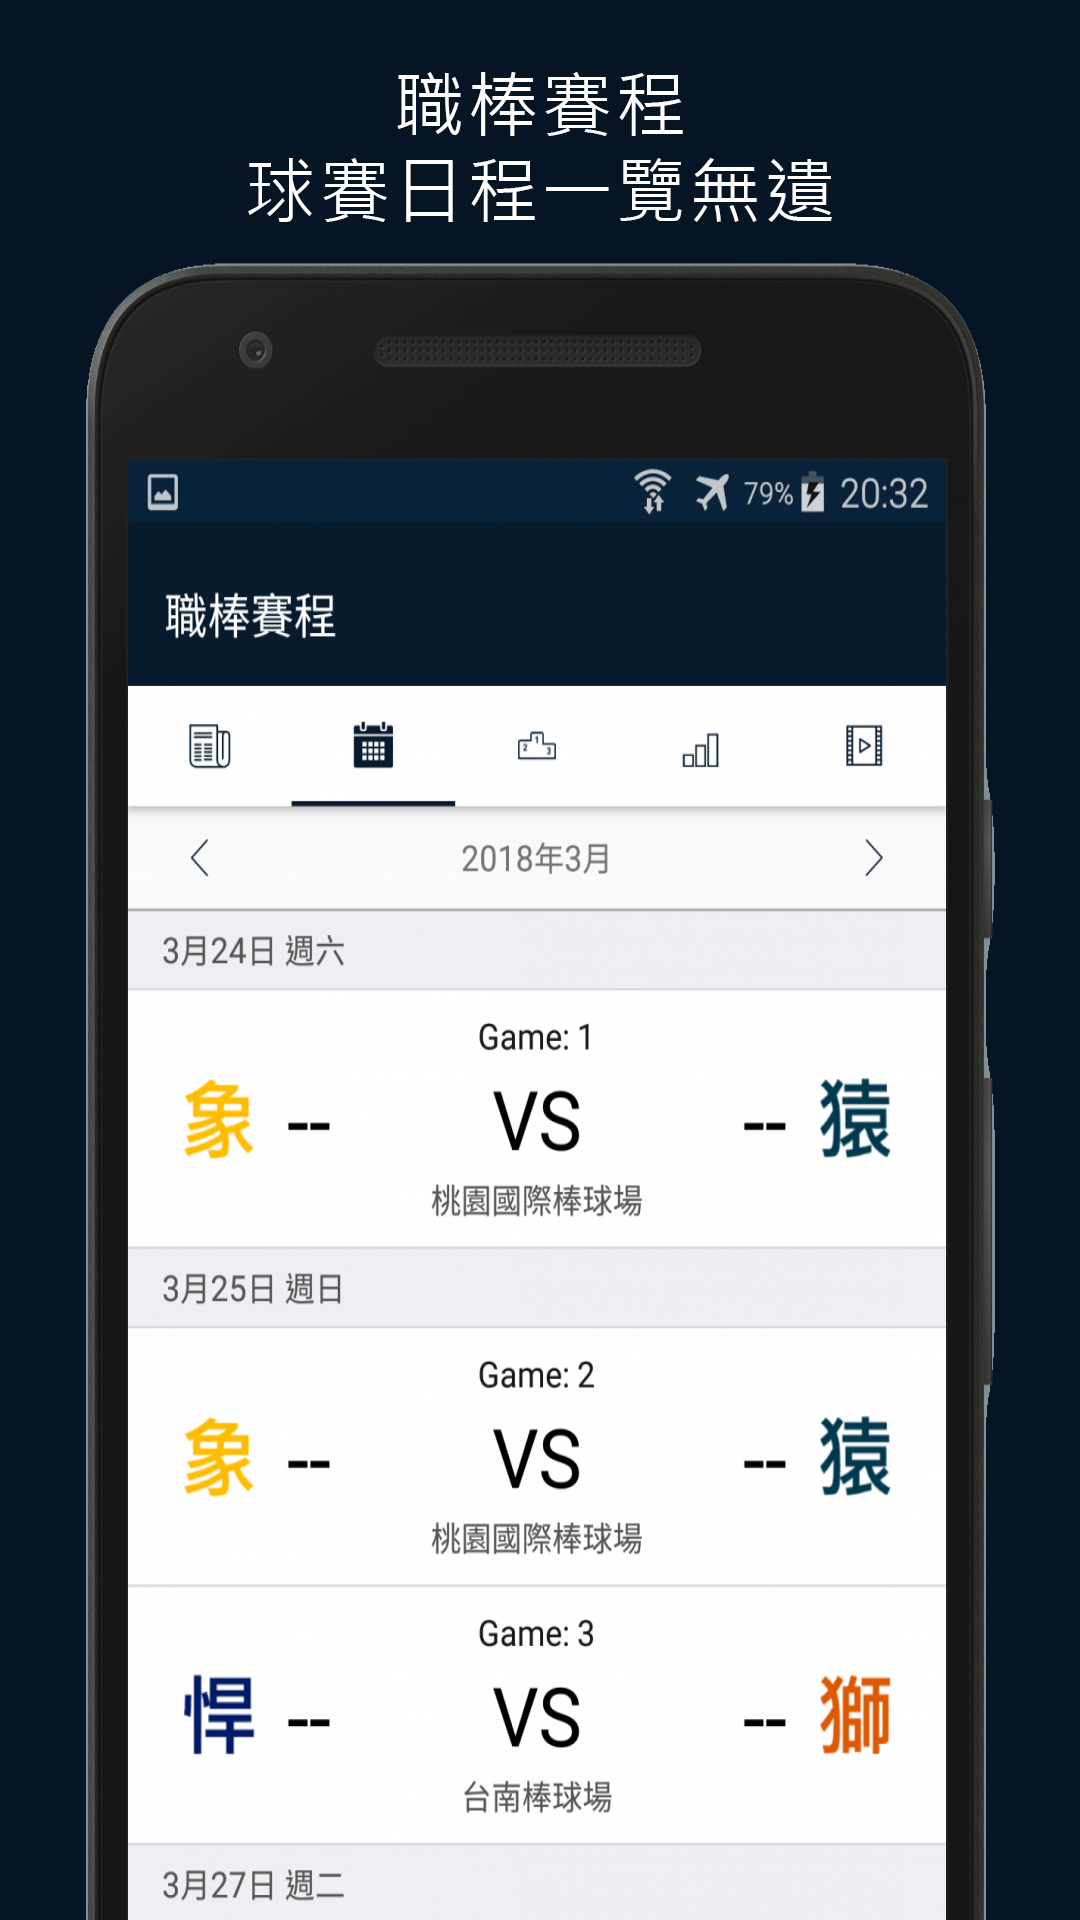 職棒賽程
球賽日程一覽無遺
79% 20:32
職棒賽程
2 1 3
2018年3月
3月24日 週六
Game: 1
象 -- VS -- 猿
桃園國際棒球場
3月25日 週日
Game: 2
象 -- VS -- 猿
桃園國際棒球場
Game: 3
悍 -- VS -- 獅
台南棒球場
3月27日 週二